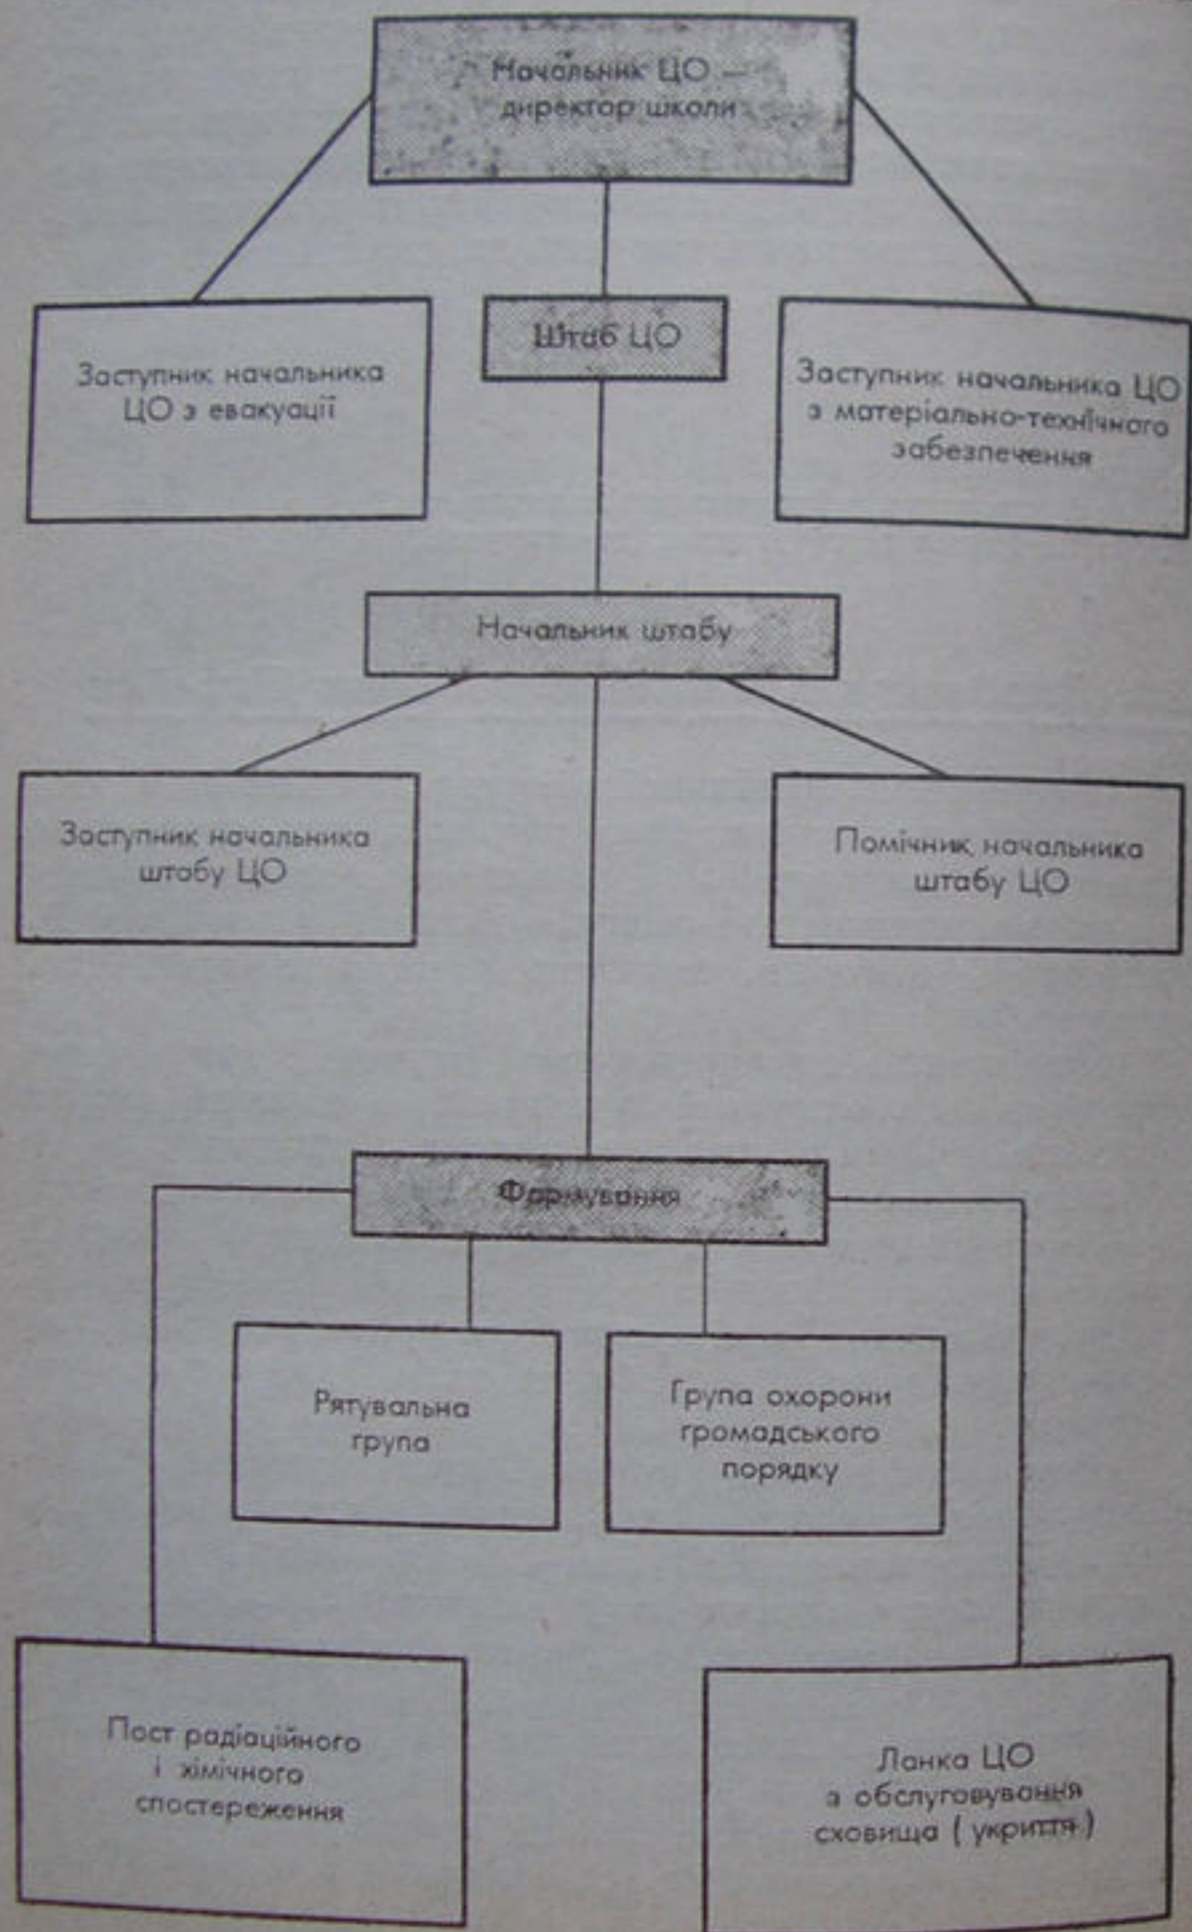 Начальник ЦО —
директор школи
Штаб ЦО
Заступник начальника
ЦО з евакуації
Заступник начальника ЦО
з матеріально-технічного
забезпечення
Начальник штабу
Заступник начальника
штабу ЦО
Помічник начальника
штабу ЦО
Формування
Рятувальна
група
Група охорони
громадського
порядку
Пост радіаційного
і хімічного
спостереження
Ланка ЦО
з обслуговування
сховища ( укриття )